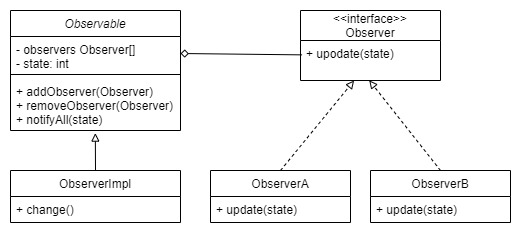 Observable
- observers Observer[]
- state: int
+ addObserver(Observer)
+ removeObserver(Observer)
+ notifyAll(state)
<<interface>>
Observer
+ upodate(state)
ObserverImpl
+ change()
ObserverA
+ update(state)
ObserverB
+ update(state)